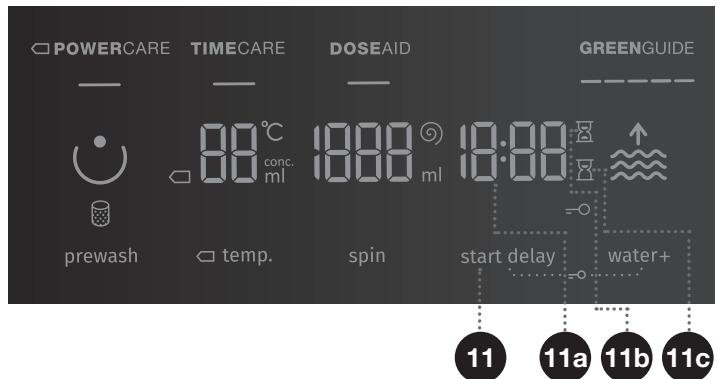 POWERCARE TIMECARE DOSEAID GREENGUIDE
88 °C 1888 18:88
conc.
ml ml
prewash temp. spin start delay water+
11 11a 11b 11c